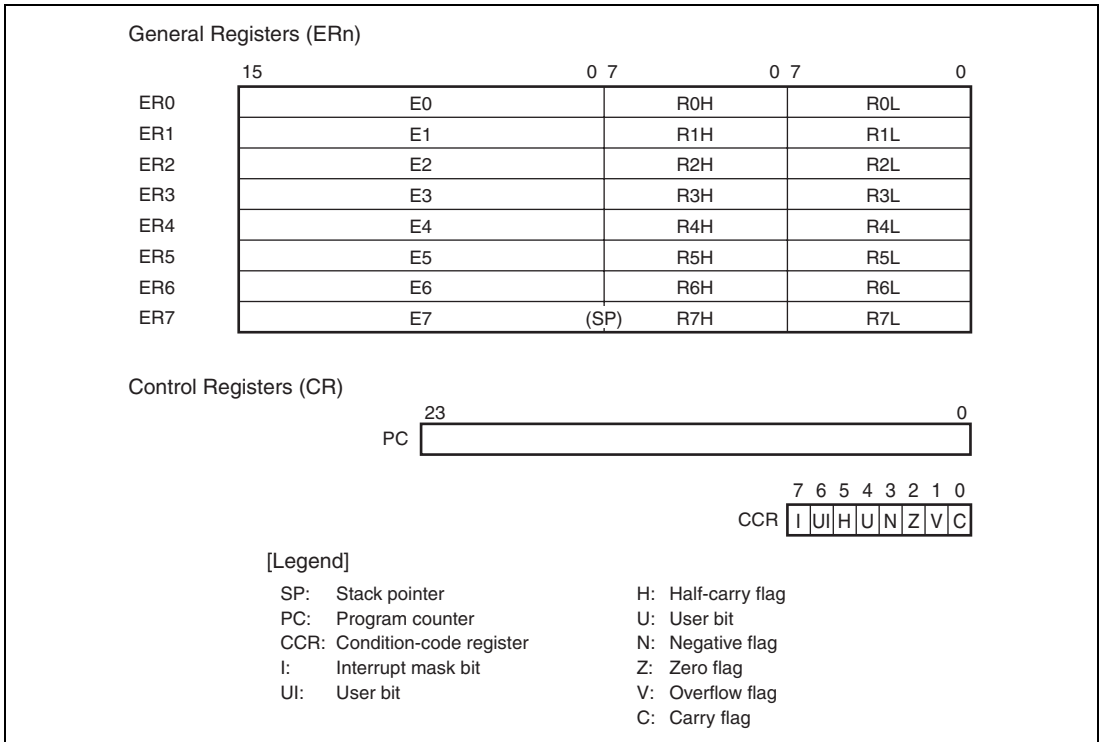 General Registers (ERn)
15 0 7 0 7 0
ER0 E0 R0H R0L
ER1 E1 R1H R1L
ER2 E2 R2H R2L
ER3 E3 R3H R3L
ER4 E4 R4H R4L
ER5 E5 R5H R5L
ER6 E6 R6H R6L
ER7 E7 (SP) R7H R7L
Control Registers (CR)
23 0
PC
7 6 5 4 3 2 1 0
CCR I UI H U N Z V C
[Legend]
SP: Stack pointer
PC: Program counter
CCR: Condition-code register
I: Interrupt mask bit
UI: User bit
H: Half-carry flag
U: User bit
N: Negative flag
Z: Zero flag
V: Overflow flag
C: Carry flag